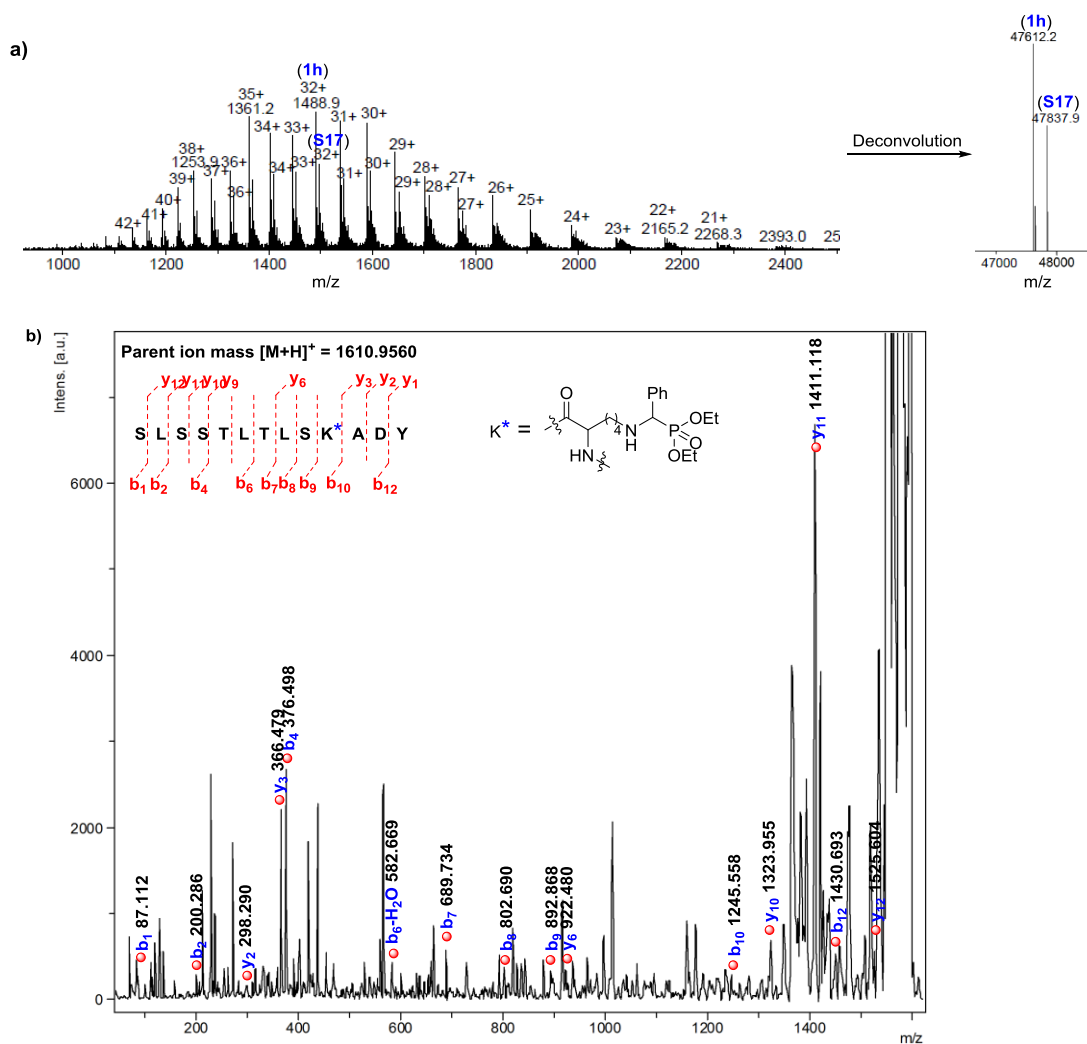 a)
(1h)
32+
1488.9
35+
1361.2
31+
30+
34+
33+
(S17)
32+
29+
38+
1253.9
36+
37+
34+
33+
31+
30+
28+
27+
39+
36+
29+
28+
26+
40+
27+
25+
41+
42+
24+
23+
22+
2165.2
21+
2268.3
2393.0
25
1000
1200
1400
1600
1800
2000
2200
2400
m/z
Deconvolution
(1h)
47612.2
(S17)
47837.9
47000
48000
m/z
b)
Intens. [a.u.]
Parent ion mass [M+H]+ = 1610.9560
y12 y11 y10 y9 y6 y3 y2 y1
S L S S T L T L S K* A D Y
b1 b2 b4 b6 b7 b8 b9 b10 b12
K* =
O
HN
(
)4
N
H
Ph
P
OEt
O
OEt
6000
4000
2000
0
b1 87.112
b2 200.286
y2 298.290
y3 366.479
b4 376.498
b6-H2O 582.669
b7 689.734
b8 802.690
b9 892.868
y6 922.480
b10 1245.558
y10 1323.955
y11 1411.118
b12 1430.693
y12 1525.604
200
400
600
800
1000
1200
1400
m/z